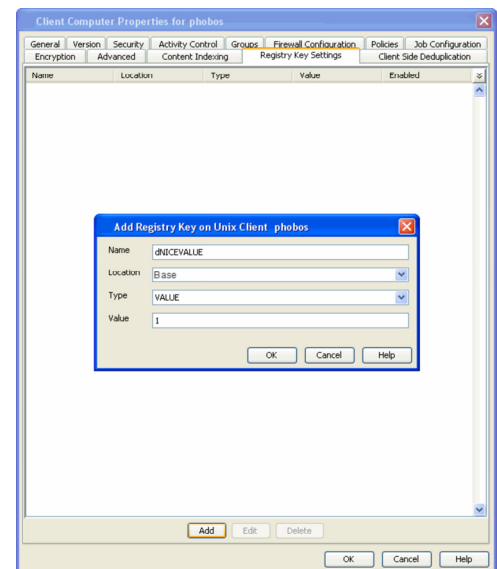 Client Computer Properties for phobos
General Version Security Activity Control Groups Firewall Configuration Policies Job Configuration
Encryption Advanced Content Indexing Registry Key Settings Client Side Deduplication
Name Location Type Value Enabled
Add Registry Key on Unix Client phobos
Name dNICEVALUE
Location Base
Type VALUE
Value 1
OK Cancel Help
Add Edit Delete
OK Cancel Help